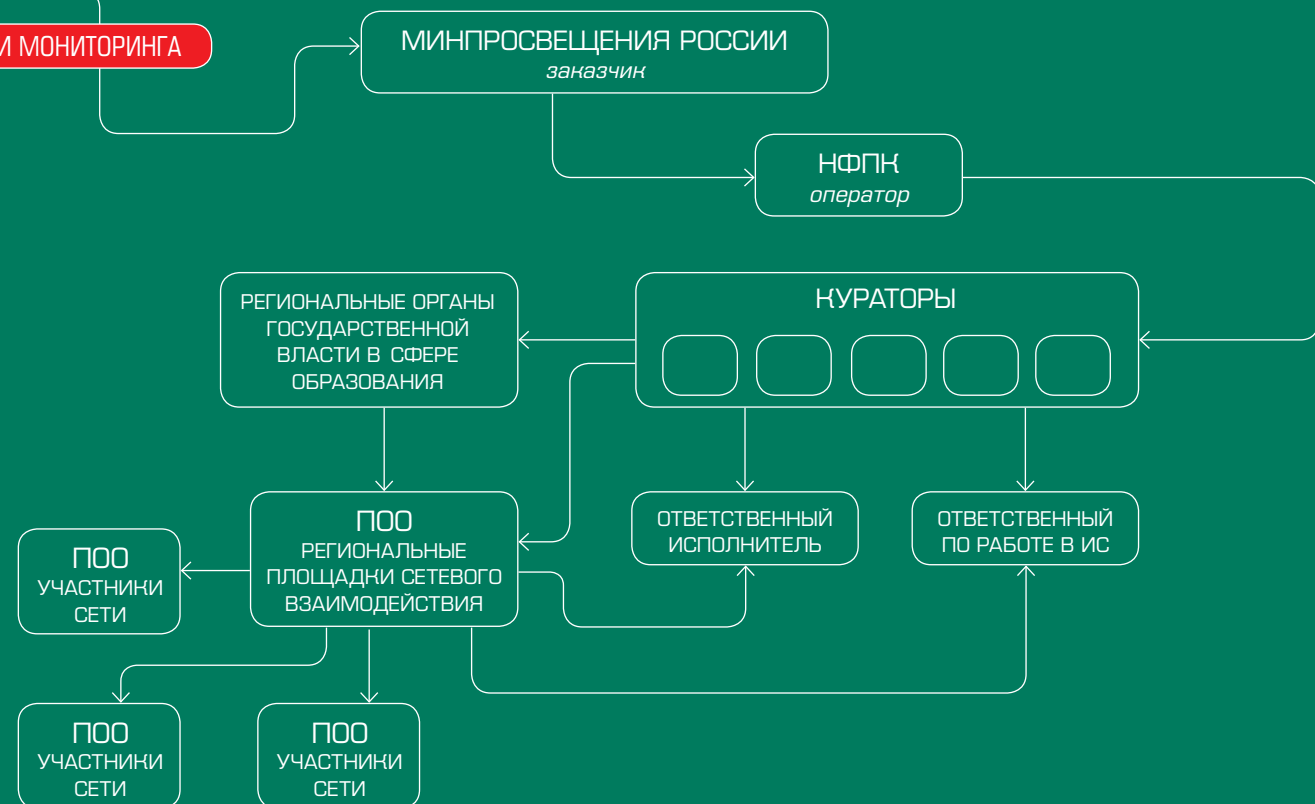 И МОНИТОРИНГА
МИНПРОСВЕЩЕНИЯ РОССИИ
заказчик
НФПК
оператор
РЕГИОНАЛЬНЫЕ ОРГАНЫ
ГОСУДАРСТВЕННОЙ
ВЛАСТИ В СФЕРЕ
ОБРАЗОВАНИЯ
КУРАТОРЫ
ПОО
РЕГИОНАЛЬНЫЕ
ПЛОЩАДКИ СЕТЕВОГО
ВЗАИМОДЕЙСТВИЯ
ОТВЕТСТВЕННЫЙ
ИСПОЛНИТЕЛЬ
ОТВЕТСТВЕННЫЙ
ПО РАБОТЕ В ИС
ПОО
УЧАСТНИКИ
СЕТИ
ПОО
УЧАСТНИКИ
СЕТИ
ПОО
УЧАСТНИКИ
СЕТИ